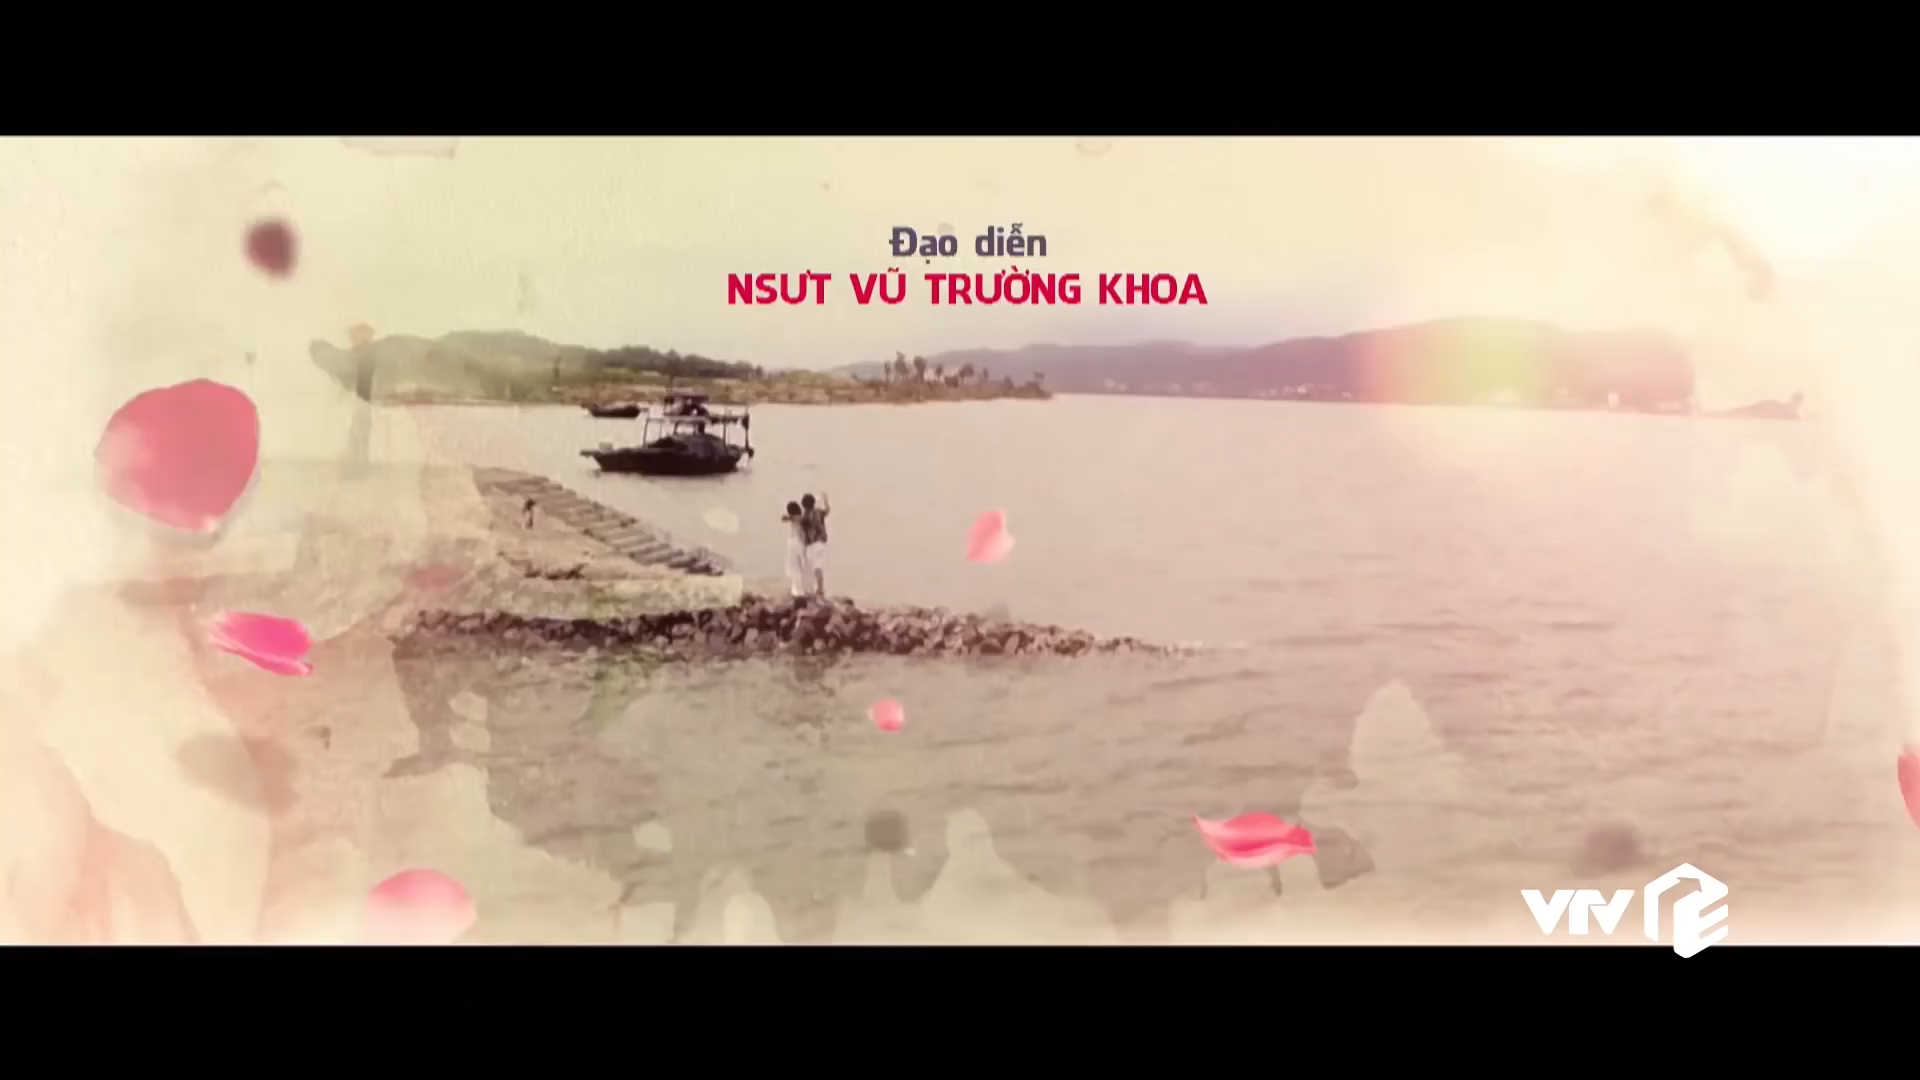 Đạo diễn
NSƯT VŨ TRƯỜNG KHOA
VTV